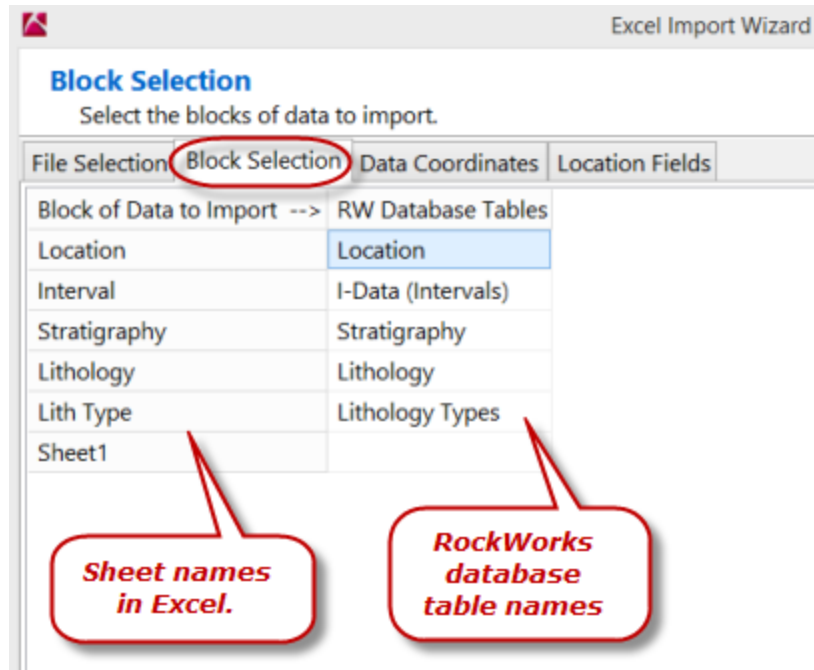 Excel Import Wizard
Block Selection
Select the blocks of data to import.
File Selection Block Selection Data Coordinates Location Fields
Block of Data to Import --> RW Database Tables
Location Location
Interval I-Data (Intervals)
Stratigraphy Stratigraphy
Lithology Lithology
Lith Type Lithology Types
Sheet1
Sheet names
in Excel.
RockWorks
database
table names